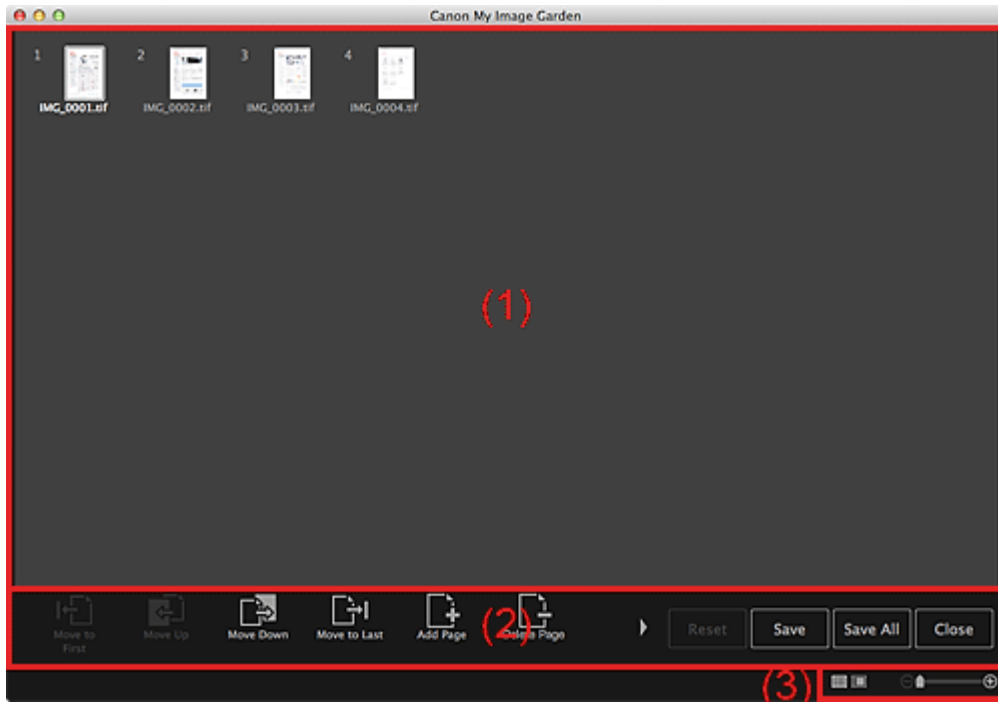 Canon My Image Garden
1 2 3 4
IMG_0001.tif IMG_0002.tif IMG_0003.tif IMG_0004.tif
(1)
Move to First Move Up Move Down Move to Last Add Page (2) Delete Page Reset Save Save All Close
(3)